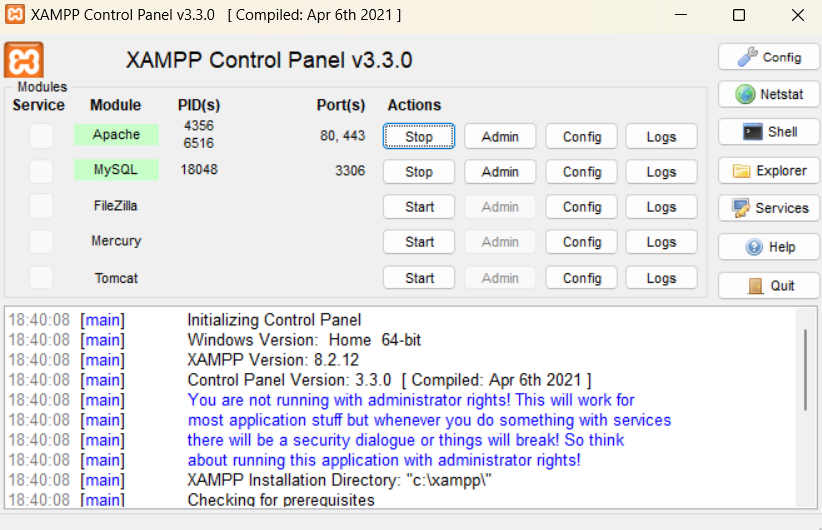 XAMPP Control Panel v3.3.0 [ Compiled: Apr 6th 2021 ]
XAMPP Control Panel v3.3.0
Modules
Service Module PID(s) Port(s) Actions
Apache 4356 6516 80, 443 Stop Admin Config Logs
MySQL 18048 3306 Stop Admin Config Logs
FileZilla Start Admin Config Logs
Mercury Start Admin Config Logs
Tomcat Start Admin Config Logs
Config
Netstat
Shell
Explorer
Services
Help
Quit
18:40:08 [main] Initializing Control Panel
18:40:08 [main] Windows Version: Home 64-bit
18:40:08 [main] XAMPP Version: 8.2.12
18:40:08 [main] Control Panel Version: 3.3.0 [ Compiled: Apr 6th 2021 ]
18:40:08 [main] You are not running with administrator rights! This will work for
18:40:08 [main] most application stuff but whenever you do something with services
18:40:08 [main] there will be a security dialogue or things will break! So think
18:40:08 [main] about running this application with administrator rights!
18:40:08 [main] XAMPP Installation Directory: "c:\xampp\"
18:40:08 [main] Checking for prerequisites